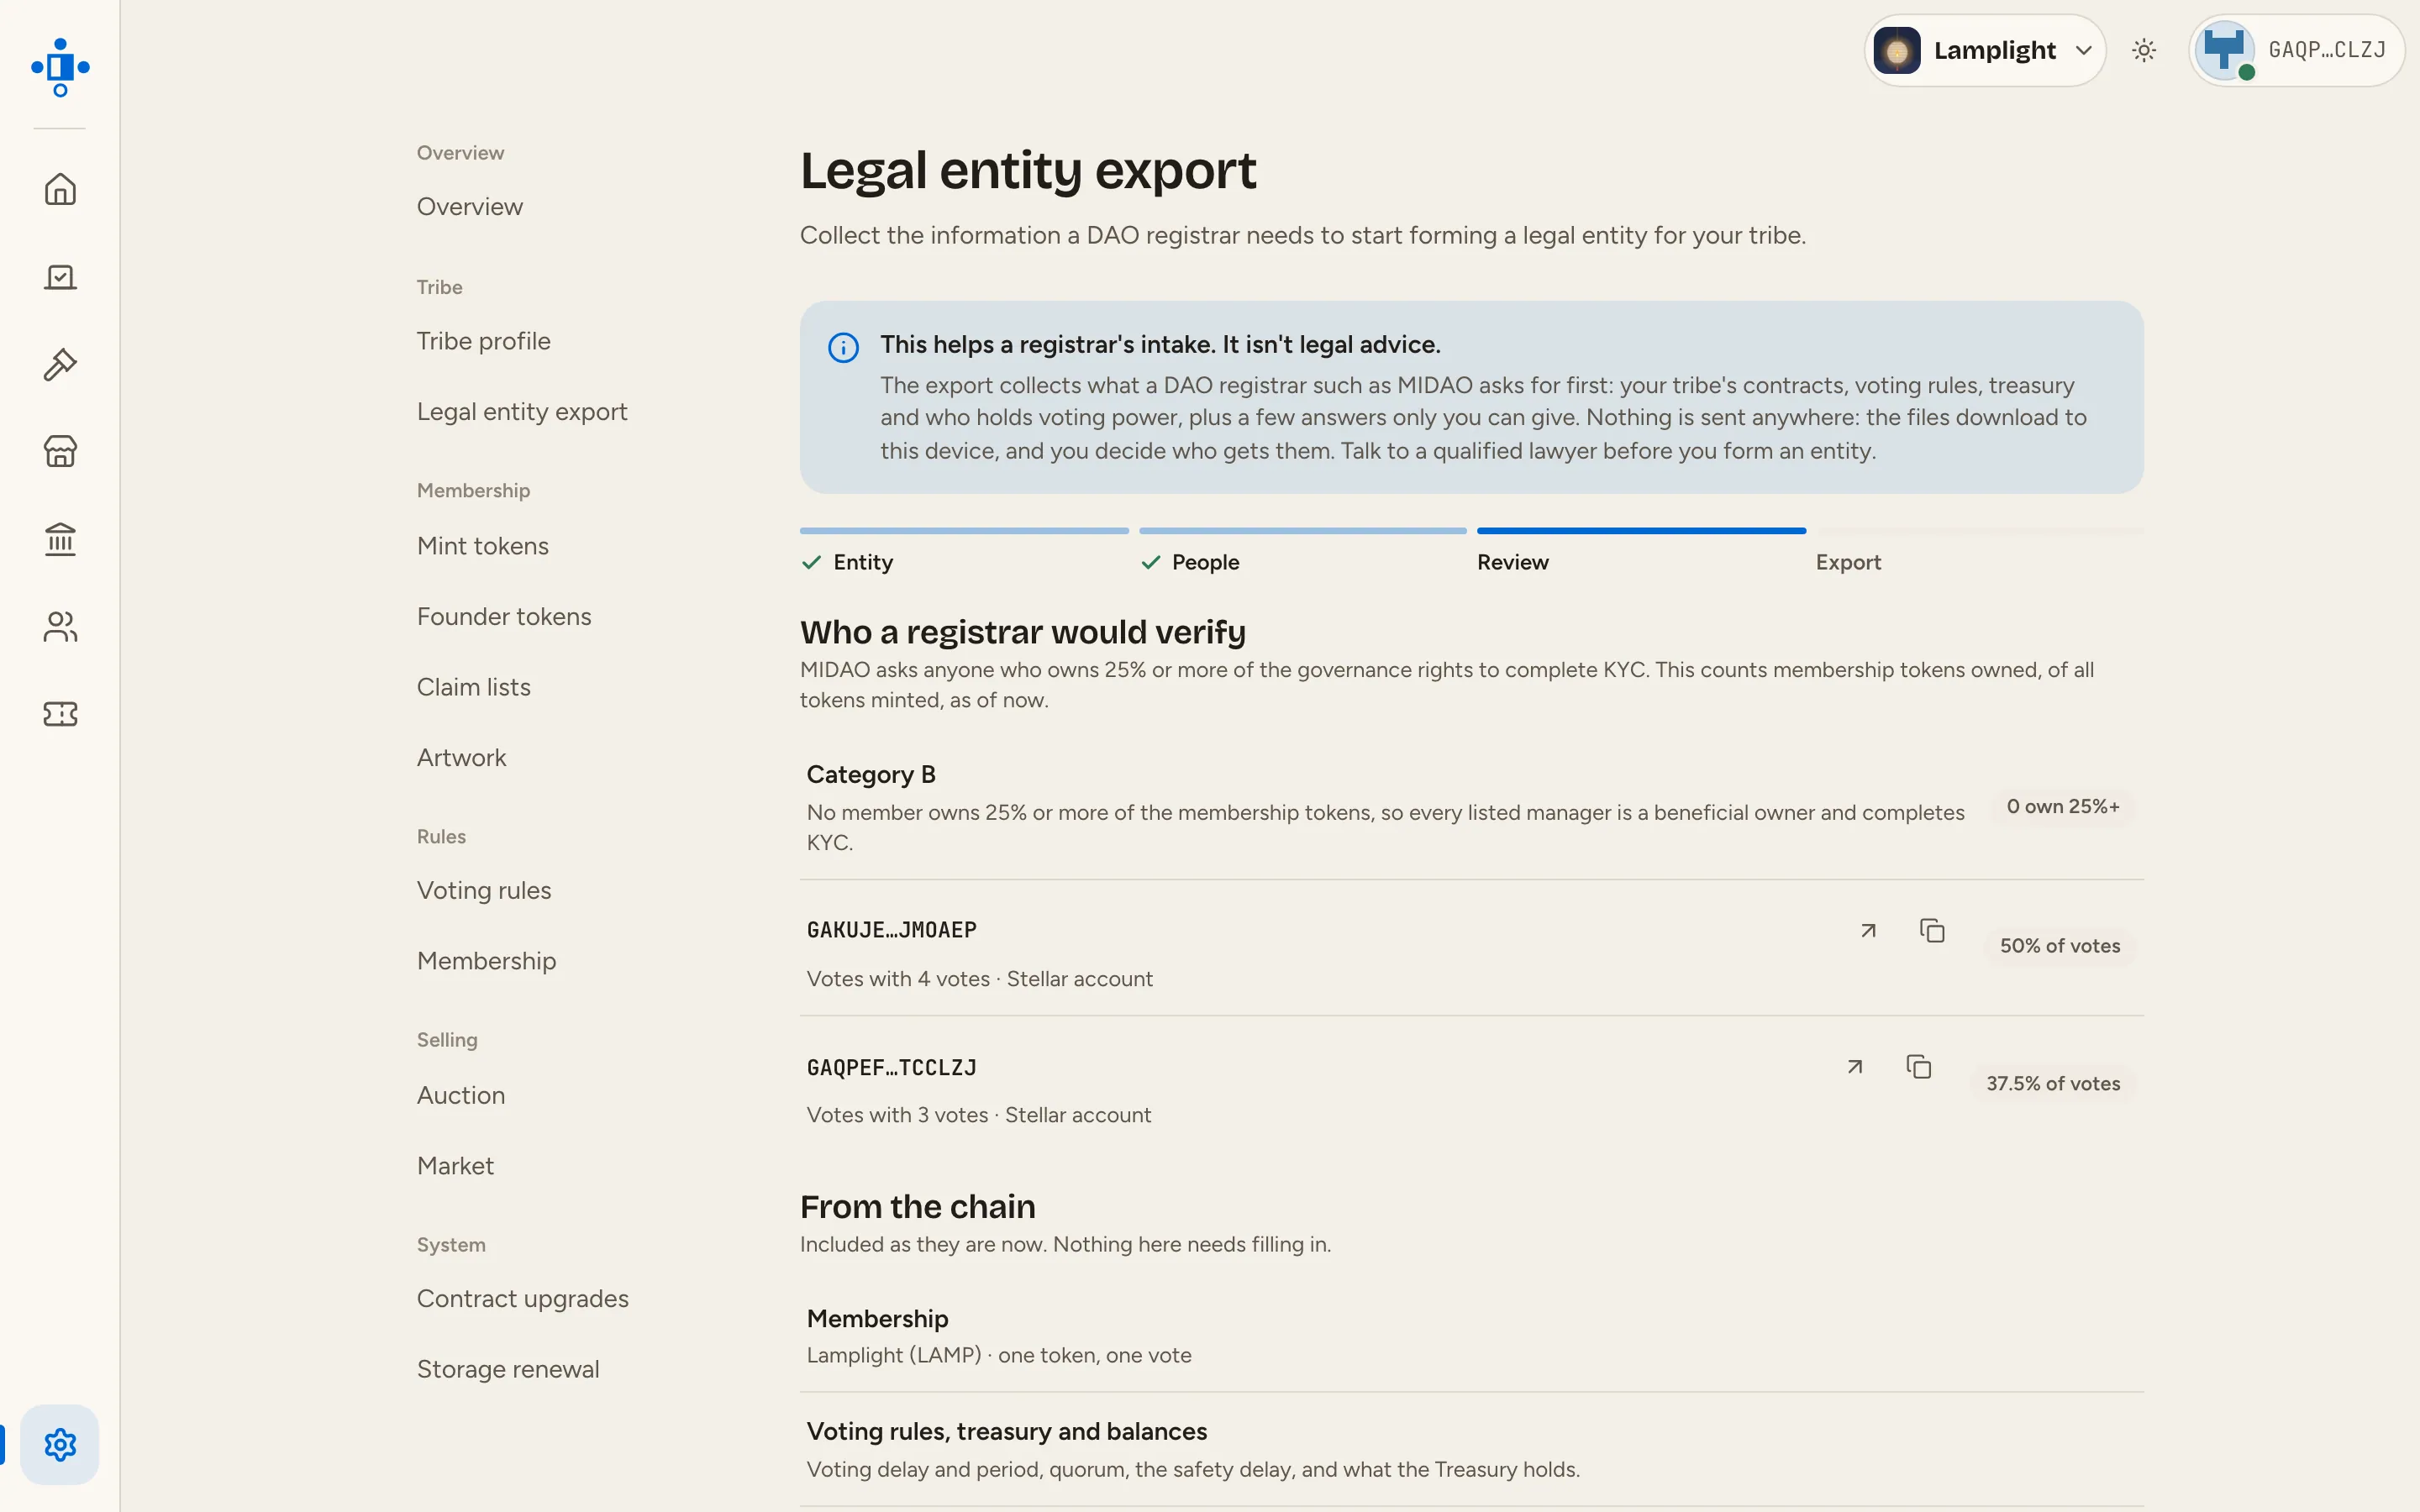 Lamplight
GAQP…CLZJ
Overview
Overview
Tribe
Tribe profile
Legal entity export
Membership
Mint tokens
Founder tokens
Claim lists
Artwork
Rules
Voting rules
Membership
Selling
Auction
Market
System
Contract upgrades
Storage renewal
Legal entity export
Collect the information a DAO registrar needs to start forming a legal entity for your tribe.
This helps a registrar's intake. It isn't legal advice.
The export collects what a DAO registrar such as MIDAO asks for first: your tribe's contracts, voting rules, treasury
and who holds voting power, plus a few answers only you can give. Nothing is sent anywhere: the files download to
this device, and you decide who gets them. Talk to a qualified lawyer before you form an entity.
Entity
People
Review
Export
Who a registrar would verify
MIDAO asks anyone who owns 25% or more of the governance rights to complete KYC. This counts membership tokens owned, of all
tokens minted, as of now.
Category B
No member owns 25% or more of the membership tokens, so every listed manager is a beneficial owner and completes
KYC.
0 own 25%+
GAKUJE…JMOAEP
Votes with 4 votes · Stellar account
50% of votes
GAQPEF…TCCLZJ
Votes with 3 votes · Stellar account
37.5% of votes
From the chain
Included as they are now. Nothing here needs filling in.
Membership
Lamplight (LAMP) · one token, one vote
Voting rules, treasury and balances
Voting delay and period, quorum, the safety delay, and what the Treasury holds.